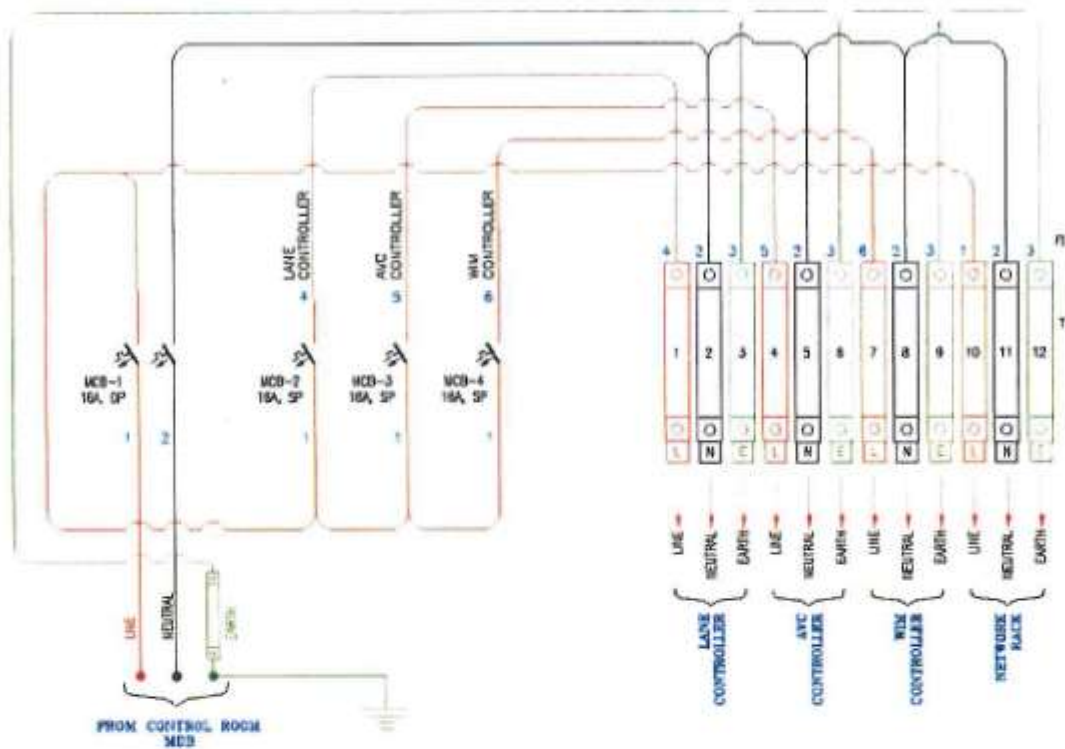 LANE
CONTROLLER
AVC
CONTROLLER
WIM
CONTROLLER
4
5
6
4 2 3 5 2 3 6 2 3 1 2 3
1 2 3 4 5 6 7 8 9 10 11 12
MCB-1
16A, DP
MCB-2
16A, SP
MCB-3
16A, SP
MCB-4
16A, SP
1 2 1 1 1
L N E L N E L N E L N E
LINE
NEUTRAL
EARTH
LINE
NEUTRAL
EARTH
LINE
NEUTRAL
EARTH
LINE
NEUTRAL
EARTH
LINE
NEUTRAL
EARTH
LANE
CONTROLLER
AVC
CONTROLLER
WIM
CONTROLLER
NETWORK
RACK
FROM CONTROL ROOM